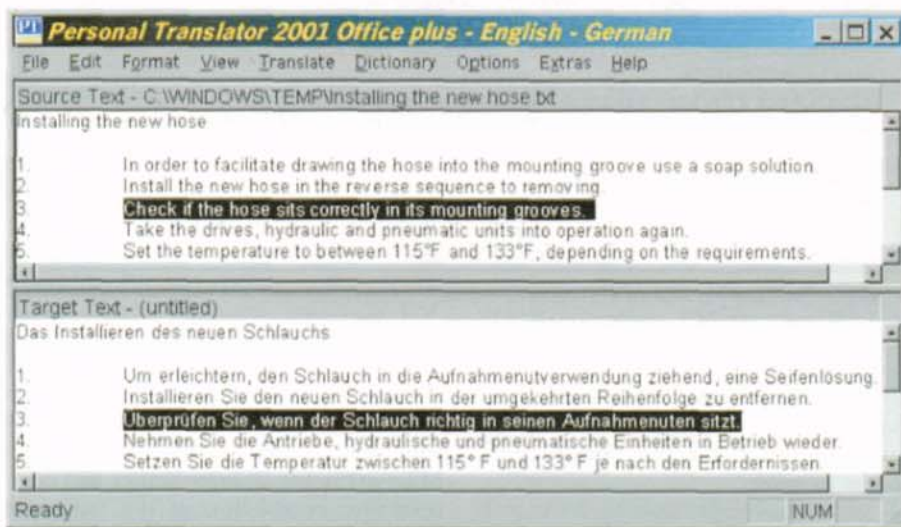 PT Personal Translator 2001 Office plus - English - German
File Edit Format View Translate Dictionary Options Extras Help
Source Text - C:\WINDOWS\TEMP\Installing the new hose.txt
Installing the new hose
1. In order to facilitate drawing the hose into the mounting groove use a soap solution.
2. Install the new hose in the reverse sequence to removing.
3. Check if the hose sits correctly in its mounting grooves.
4. Take the drives, hydraulic and pneumatic units into operation again.
5. Set the temperature to between 115°F and 133°F, depending on the requirements.
Target Text - (untitled)
Das Installieren des neuen Schlauchs
1. Um erleichtern, den Schlauch in die Aufnahmenutverwendung ziehend, eine Seifenlösung.
2. Installieren Sie den neuen Schlauch in der umgekehrten Reihenfolge zu entfernen.
3. Überprüfen Sie, wenn der Schlauch richtig in seinen Aufnahmenuten sitzt.
4. Nehmen Sie die Antriebe, hydraulische und pneumatische Einheiten in Betrieb wieder.
5. Setzen Sie die Temperatur zwischen 115° F und 133° F je nach den Erfordernissen.
Ready NUM